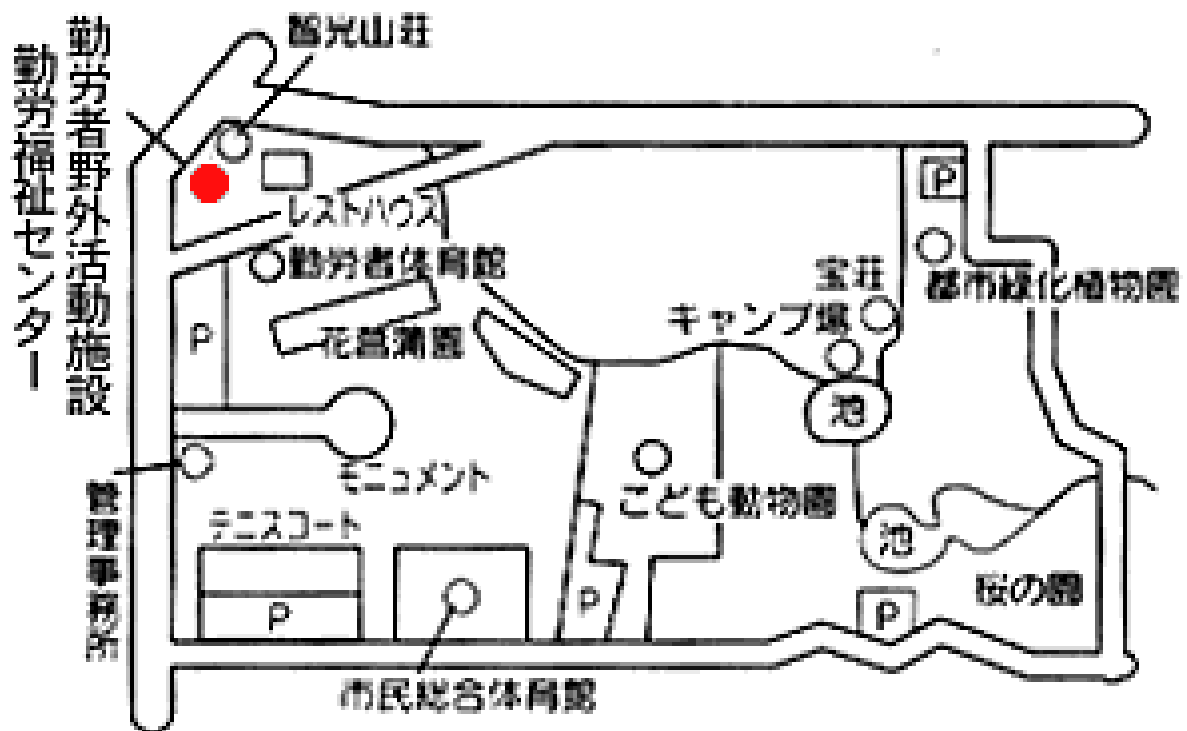 智光山荘
勤労者野外活動施設
勤労福祉センター
P
レストハウス
勤労者体育館
宝荘
都市緑化植物園
キャンプ場
P
花菖蒲園
池
モニュメント
こども動物園
管理事務所
テニスコート
池
桜の園
P
P
P
市民総合体育館